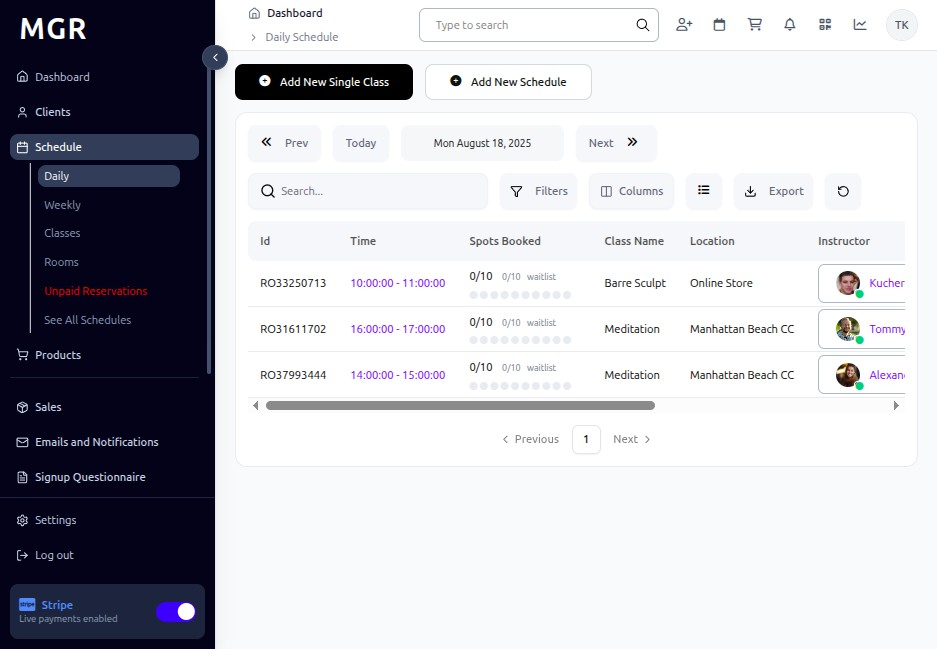 MGR
Dashboard
Clients
Schedule
Daily
Weekly
Classes
Rooms
Unpaid Reservations
See All Schedules
Products
Sales
Emails and Notifications
Signup Questionnaire
Settings
Log out
stripe Stripe
Live payments enabled
Dashboard
Daily Schedule
Type to search
TK
Add New Single Class Add New Schedule
Prev Today Mon August 18, 2025 Next
Search... Filters Columns Export
Id Time Spots Booked Class Name Location Instructor
RO33250713 10:00:00 - 11:00:00 0/10 0/10 waitlist Barre Sculpt Online Store Kucher
RO31611702 16:00:00 - 17:00:00 0/10 0/10 waitlist Meditation Manhattan Beach CC Tommy
RO37993444 14:00:00 - 15:00:00 0/10 0/10 waitlist Meditation Manhattan Beach CC Alexan
Previous 1 Next